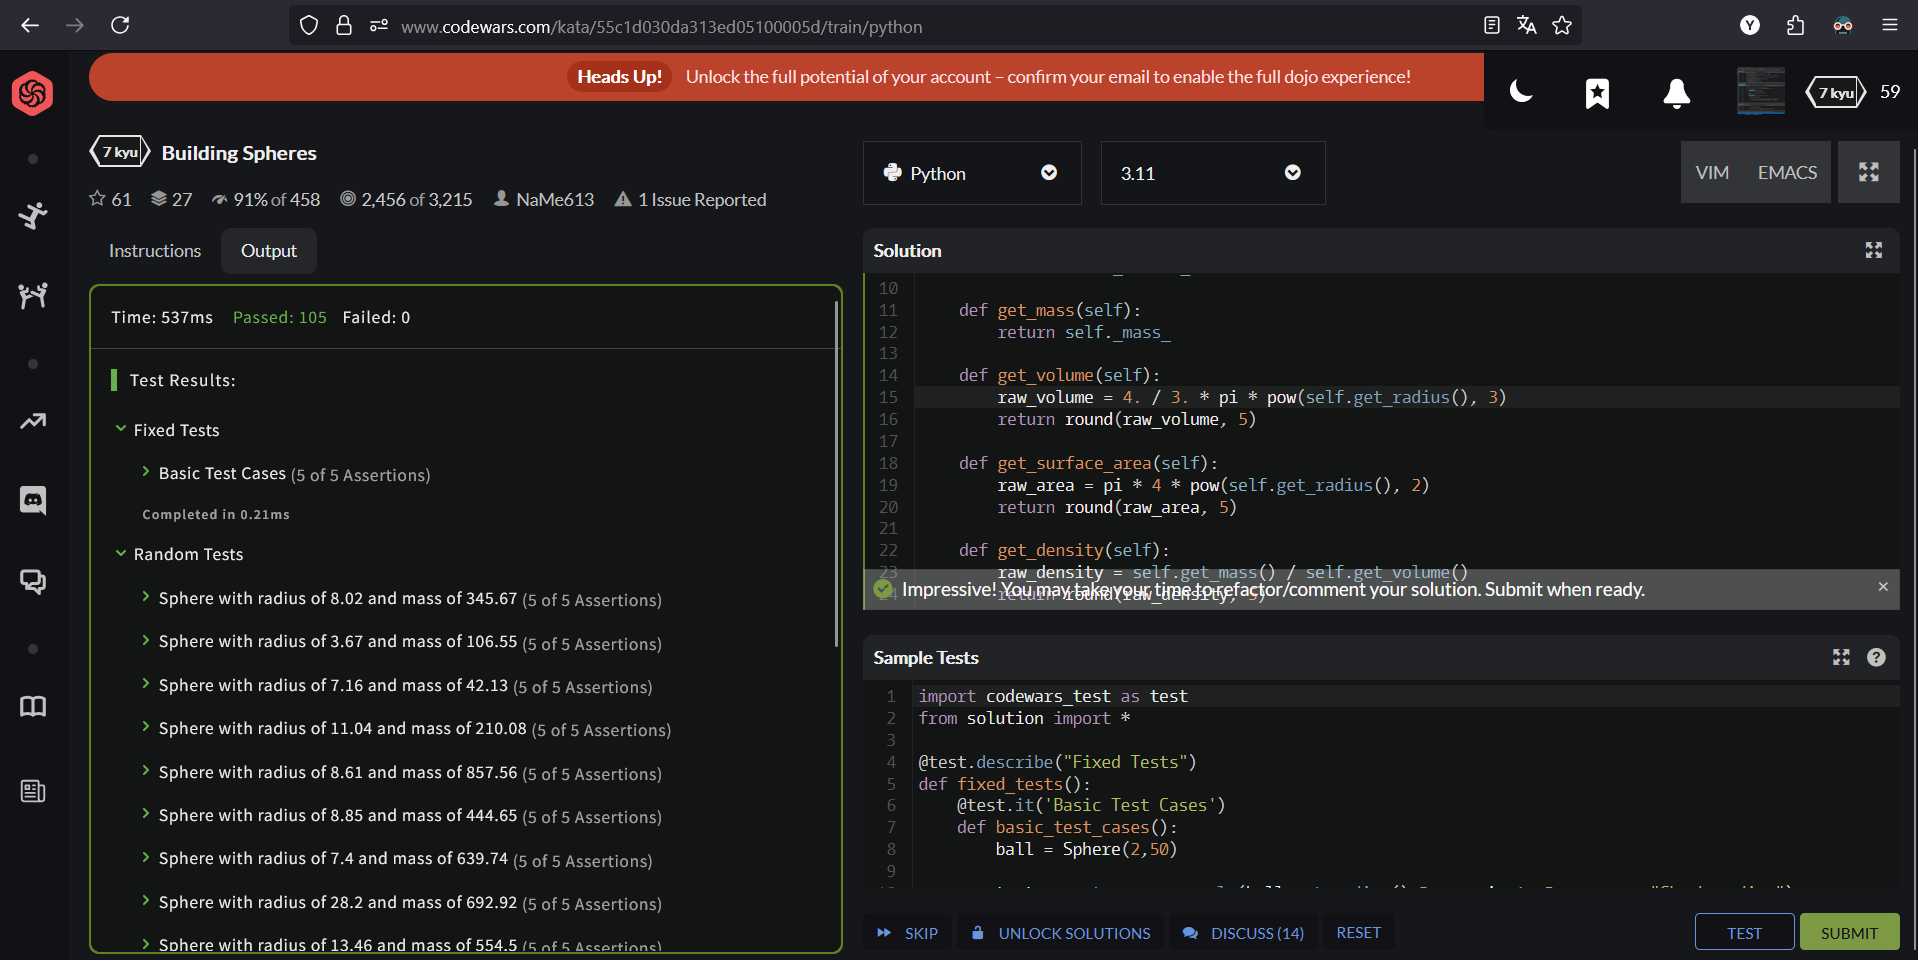 www.codewars.com/kata/55c1d030da313ed05100005d/train/python
Y
Heads Up! Unlock the full potential of your account – confirm your email to enable the full dojo experience!
7 kyu 59
7 kyu Building Spheres
61 27 91% of 458 2,456 of 3,215 NaMe613 1 Issue Reported
Python
3.11
VIM EMACS
Instructions Output
Time: 537ms Passed: 105 Failed: 0
Test Results:
Fixed Tests
Basic Test Cases (5 of 5 Assertions)
Completed in 0.21ms
Random Tests
Sphere with radius of 8.02 and mass of 345.67 (5 of 5 Assertions)
Sphere with radius of 3.67 and mass of 106.55 (5 of 5 Assertions)
Sphere with radius of 7.16 and mass of 42.13 (5 of 5 Assertions)
Sphere with radius of 11.04 and mass of 210.08 (5 of 5 Assertions)
Sphere with radius of 8.61 and mass of 857.56 (5 of 5 Assertions)
Sphere with radius of 8.85 and mass of 444.65 (5 of 5 Assertions)
Sphere with radius of 7.4 and mass of 639.74 (5 of 5 Assertions)
Sphere with radius of 28.2 and mass of 692.92 (5 of 5 Assertions)
Sphere with radius of 13.46 and mass of 554.5 (5 of 5 Assertions)
Solution
10
11 def get_mass(self):
12 return self._mass_
13
14 def get_volume(self):
15 raw_volume = 4. / 3. * pi * pow(self.get_radius(), 3)
16 return round(raw_volume, 5)
17
18 def get_surface_area(self):
19 raw_area = pi * 4 * pow(self.get_radius(), 2)
20 return round(raw_area, 5)
21
22 def get_density(self):
23 raw_density = self.get_mass() / self.get_volume()
24 return round(raw_density, 5)
Impressive! You may take your time to refactor/comment your solution. Submit when ready.
Sample Tests
1 import codewars_test as test
2 from solution import *
3
4 @test.describe("Fixed Tests")
5 def fixed_tests():
6 @test.it('Basic Test Cases')
7 def basic_test_cases():
8 ball = Sphere(2,50)
9
SKIP UNLOCK SOLUTIONS DISCUSS (14) RESET TEST SUBMIT